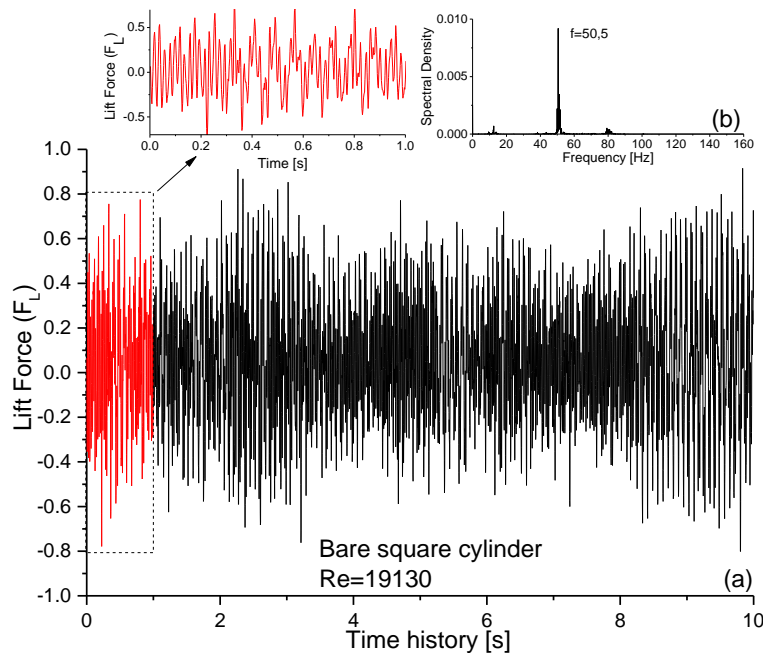 Lift Force (F_L)
0.5
0.0
-0.5
0.0 0.2 0.4 0.6 0.8 1.0
Time [s]
Spectral Density
0.010
0.005
0.000
f=50,5
(b)
0 20 40 60 80 100 120 140 160
Frequency [Hz]
Lift Force (F_L)
1.0
0.8
0.6
0.4
0.2
0.0
-0.2
-0.4
-0.6
-0.8
-1.0
Bare square cylinder
Re=19130
(a)
0 2 4 6 8 10
Time history [s]